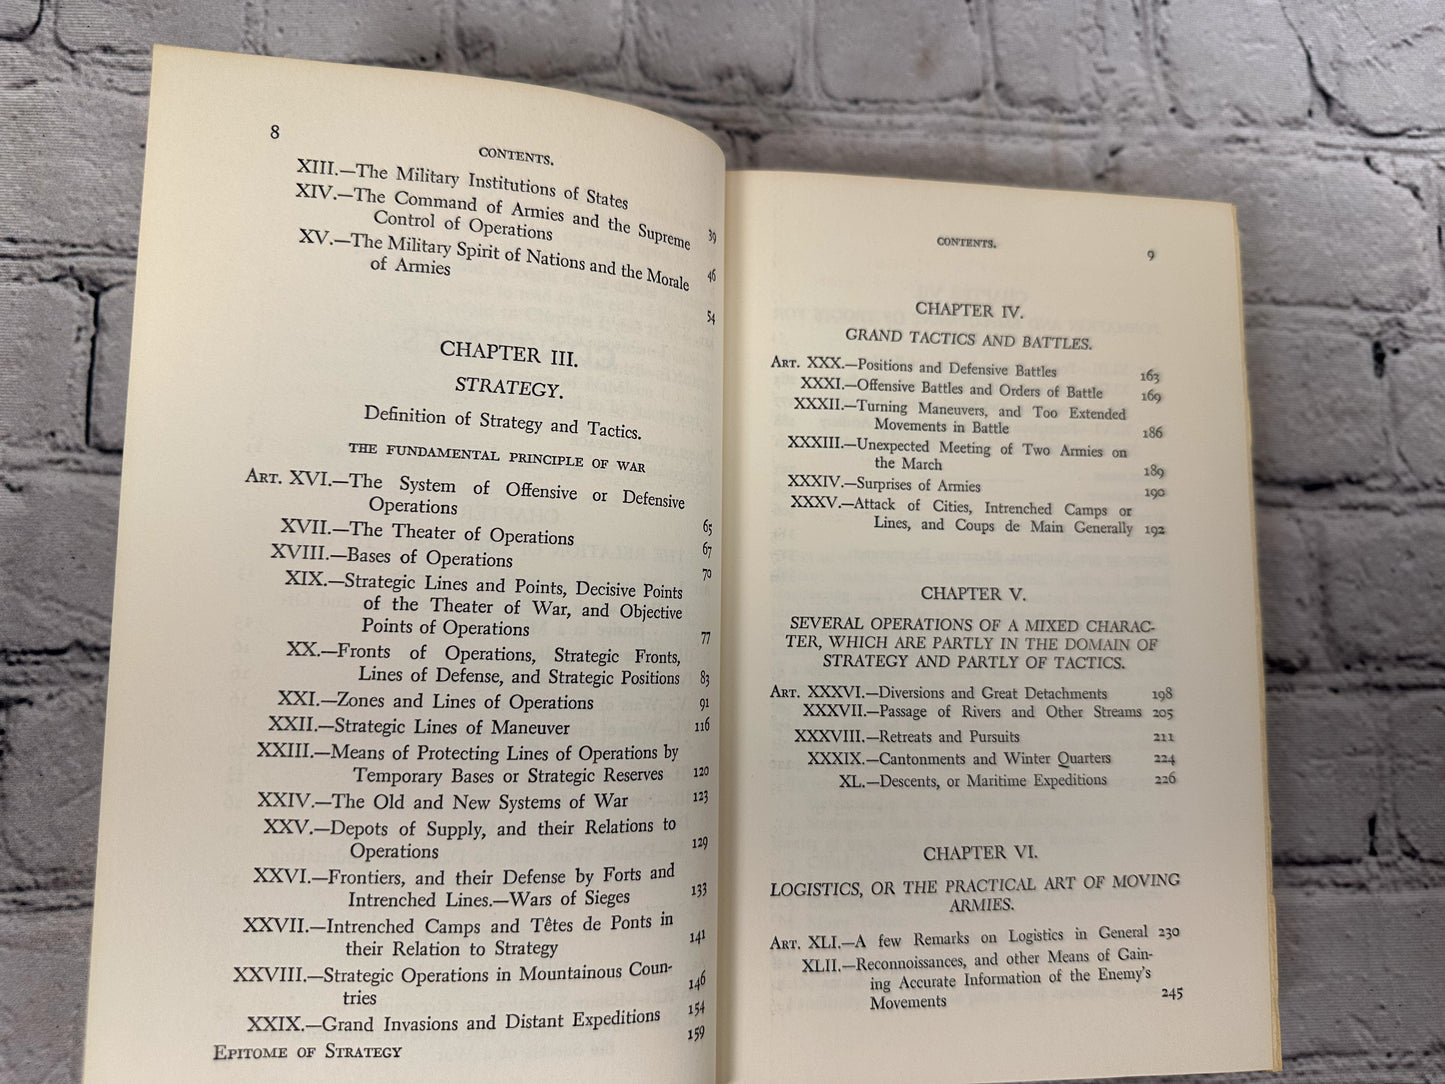 8
CONTENTS.
XIII.—The Military Institutions of States 39
XIV.—The Command of Armies and the Supreme
Control of Operations 46
XV.—The Military Spirit of Nations and the Morale
of Armies 54
CHAPTER III.
STRATEGY.
Definition of Strategy and Tactics.
THE FUNDAMENTAL PRINCIPLE OF WAR
ART. XVI.—The System of Offensive or Defensive
Operations 65
XVII.—The Theater of Operations 67
XVIII.—Bases of Operations 70
XIX.—Strategic Lines and Points, Decisive Points
of the Theater of War, and Objective
Points of Operations 77
XX.—Fronts of Operations, Strategic Fronts,
Lines of Defense, and Strategic Positions 83
XXI.—Zones and Lines of Operations 91
XXII.—Strategic Lines of Maneuver 116
XXIII.—Means of Protecting Lines of Operations by
Temporary Bases or Strategic Reserves 120
XXIV.—The Old and New Systems of War 123
XXV.—Depots of Supply, and their Relations to
Operations 129
XXVI.—Frontiers, and their Defense by Forts and
Intrenched Lines.—Wars of Sieges 133
XXVII.—Intrenched Camps and Têtes de Ponts in
their Relation to Strategy 141
XXVIII.—Strategic Operations in Mountainous Coun-
tries 146
XXIX.—Grand Invasions and Distant Expeditions 154
EPITOME OF STRATEGY 159
CONTENTS.
9
CHAPTER IV.
GRAND TACTICS AND BATTLES.
ART. XXX.—Positions and Defensive Battles 163
XXXI.—Offensive Battles and Orders of Battle 169
XXXII.—Turning Maneuvers, and Too Extended
Movements in Battle 186
XXXIII.—Unexpected Meeting of Two Armies on
the March 189
XXXIV.—Surprises of Armies 190
XXXV.—Attack of Cities, Intrenched Camps or
Lines, and Coups de Main Generally 192
CHAPTER V.
SEVERAL OPERATIONS OF A MIXED CHARAC-
TER, WHICH ARE PARTLY IN THE DOMAIN OF
STRATEGY AND PARTLY OF TACTICS.
ART. XXXVI.—Diversions and Great Detachments 198
XXXVII.—Passage of Rivers and Other Streams 205
XXXVIII.—Retreats and Pursuits 211
XXXIX.—Cantonments and Winter Quarters 224
XL.—Descents, or Maritime Expeditions 226
CHAPTER VI.
LOGISTICS, OR THE PRACTICAL ART OF MOVING
ARMIES.
ART. XLI.—A few Remarks on Logistics in General 230
XLII.—Reconnoissances, and other Means of Gain-
ing Accurate Information of the Enemy's
Movements 245